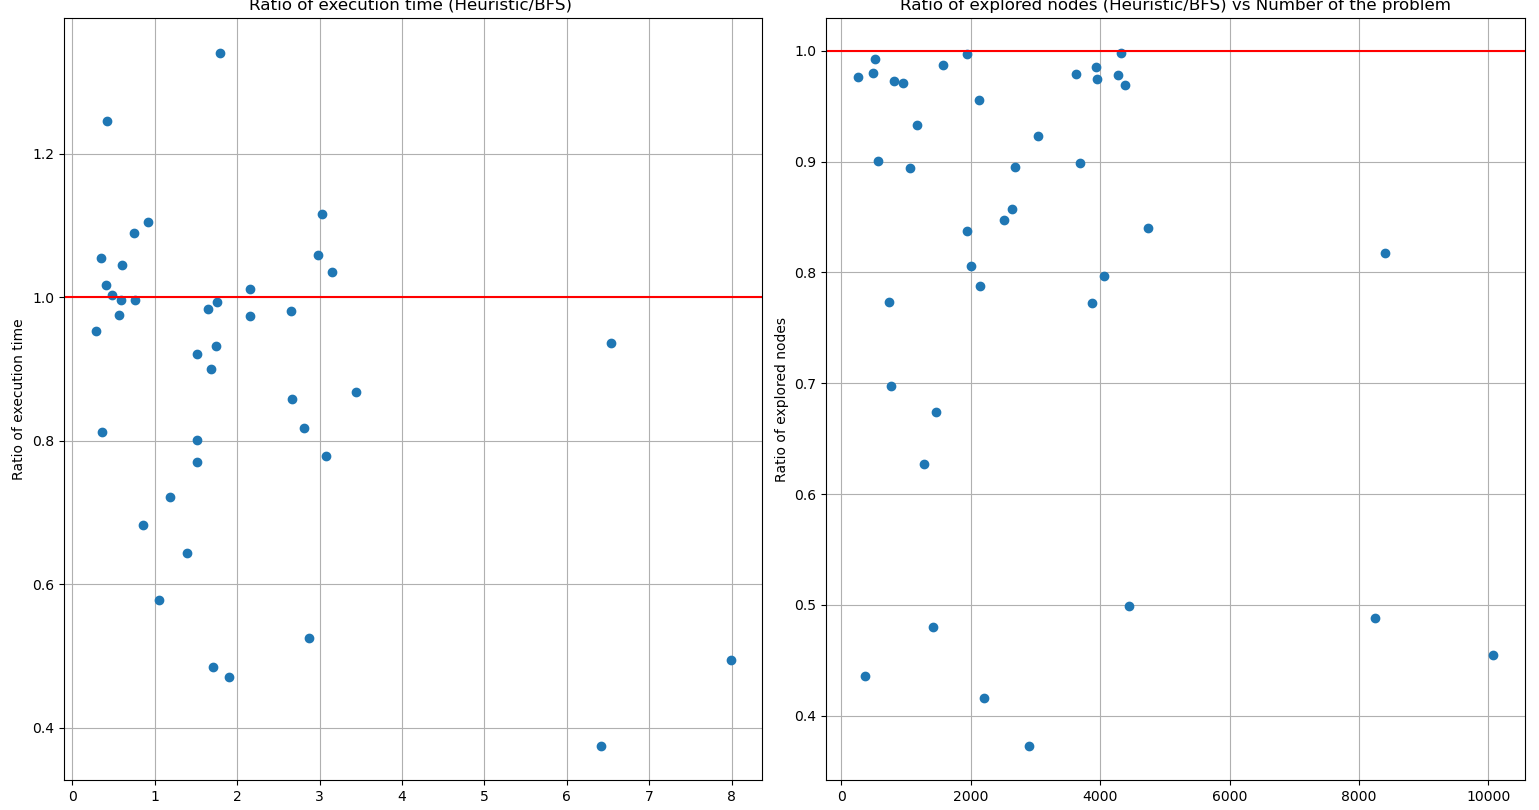 Ratio of execution time (Heuristic/BFS)
Ratio of execution time
1.2
1.0
0.8
0.6
0.4
0 1 2 3 4 5 6 7 8
Ratio of explored nodes (Heuristic/BFS) vs Number of the problem
Ratio of explored nodes
1.0
0.9
0.8
0.7
0.6
0.5
0.4
0 2000 4000 6000 8000 10000